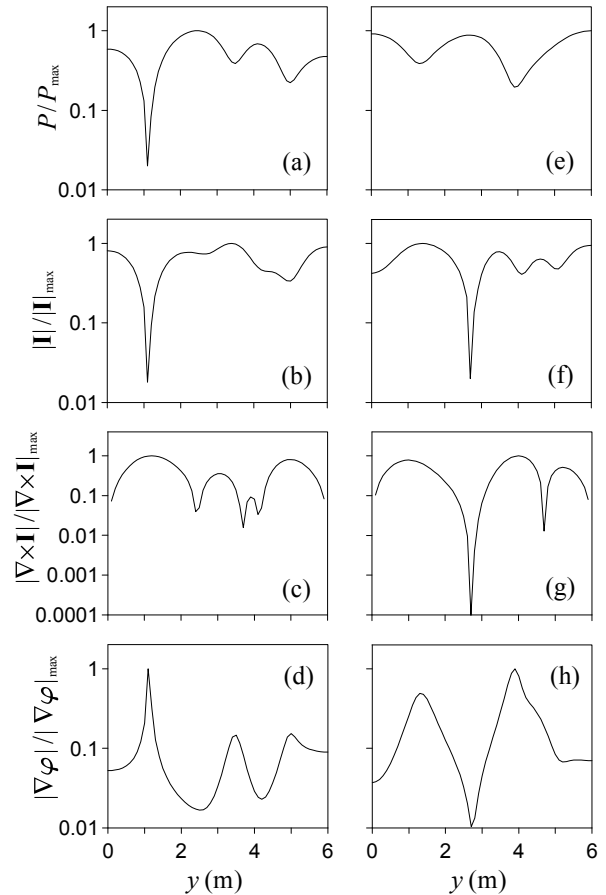 P/P_max
1
0.1
0.01
(a)
(e)
|I|/|I|_max
1
0.1
0.01
(b)
(f)
|∇×I|/|∇×I|_max
1
0.1
0.01
0.001
0.0001
(c)
(g)
|∇φ|/|∇φ|_max
1
0.1
0.01
(d)
(h)
0 2 4 6 0 2 4 6
y (m) y (m)